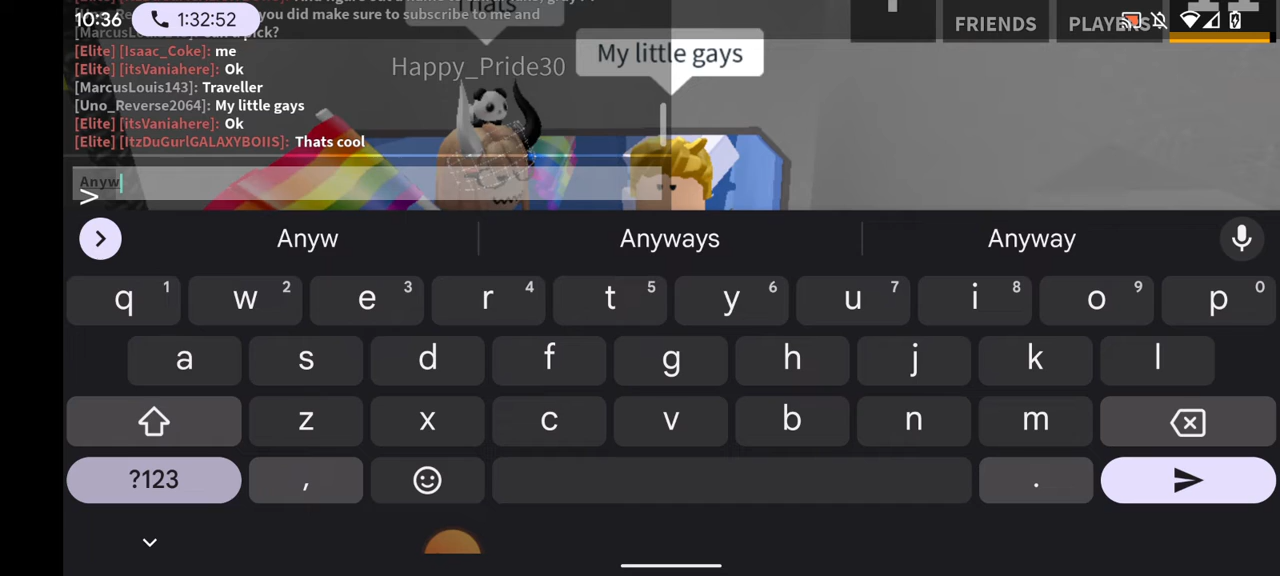 10:36
1:32:52
you did make sure to subscribe to me and
pick?
[Elite] [Isaac_Coke]: me
[Elite] [itsVaniahere]: Ok
[MarcusLouis143]: Traveller
[Uno_Reverse2064]: My little gays
[Elite] [itsVaniahere]: Ok
[Elite] [ItzDuGurlGALAXYBOIIS]: Thats cool
Happy_Pride30
My little gays
FRIENDS
PLAYERS
Anyw
>
Anyw Anyways Anyway
q 1 w 2 e 3 r 4 t 5 y 6 u 7 i 8 o 9 p 0
a s d f g h j k l
z x c v b n m
?123 , .